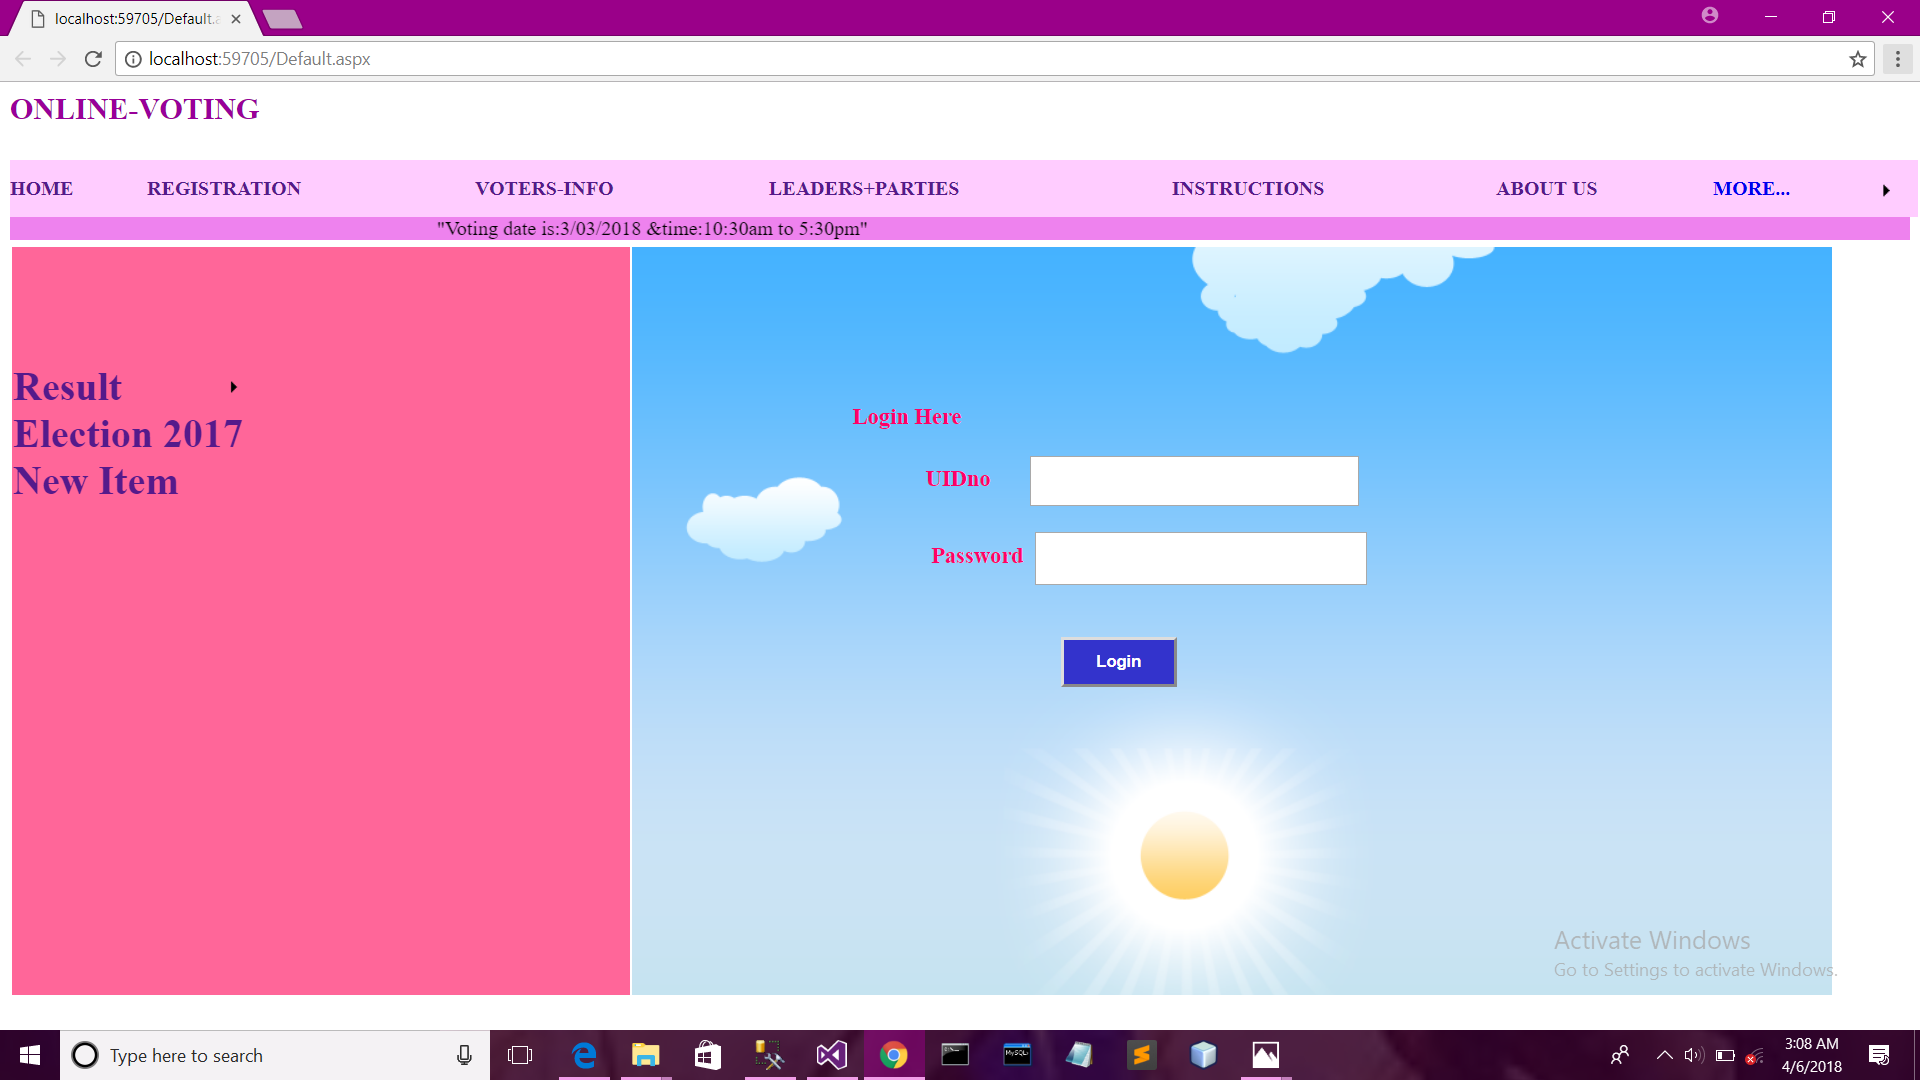 localhost:59705/Default.a
localhost:59705/Default.aspx
ONLINE-VOTING
HOME REGISTRATION VOTERS-INFO LEADERS+PARTIES INSTRUCTIONS ABOUT US MORE...
"Voting date is:3/03/2018 &time:10:30am to 5:30pm"
Result
Election 2017
New Item
Login Here
UIDno
Password
Login
Activate Windows
Go to Settings to activate Windows.
Type here to search
MySQL
3:08 AM
4/6/2018